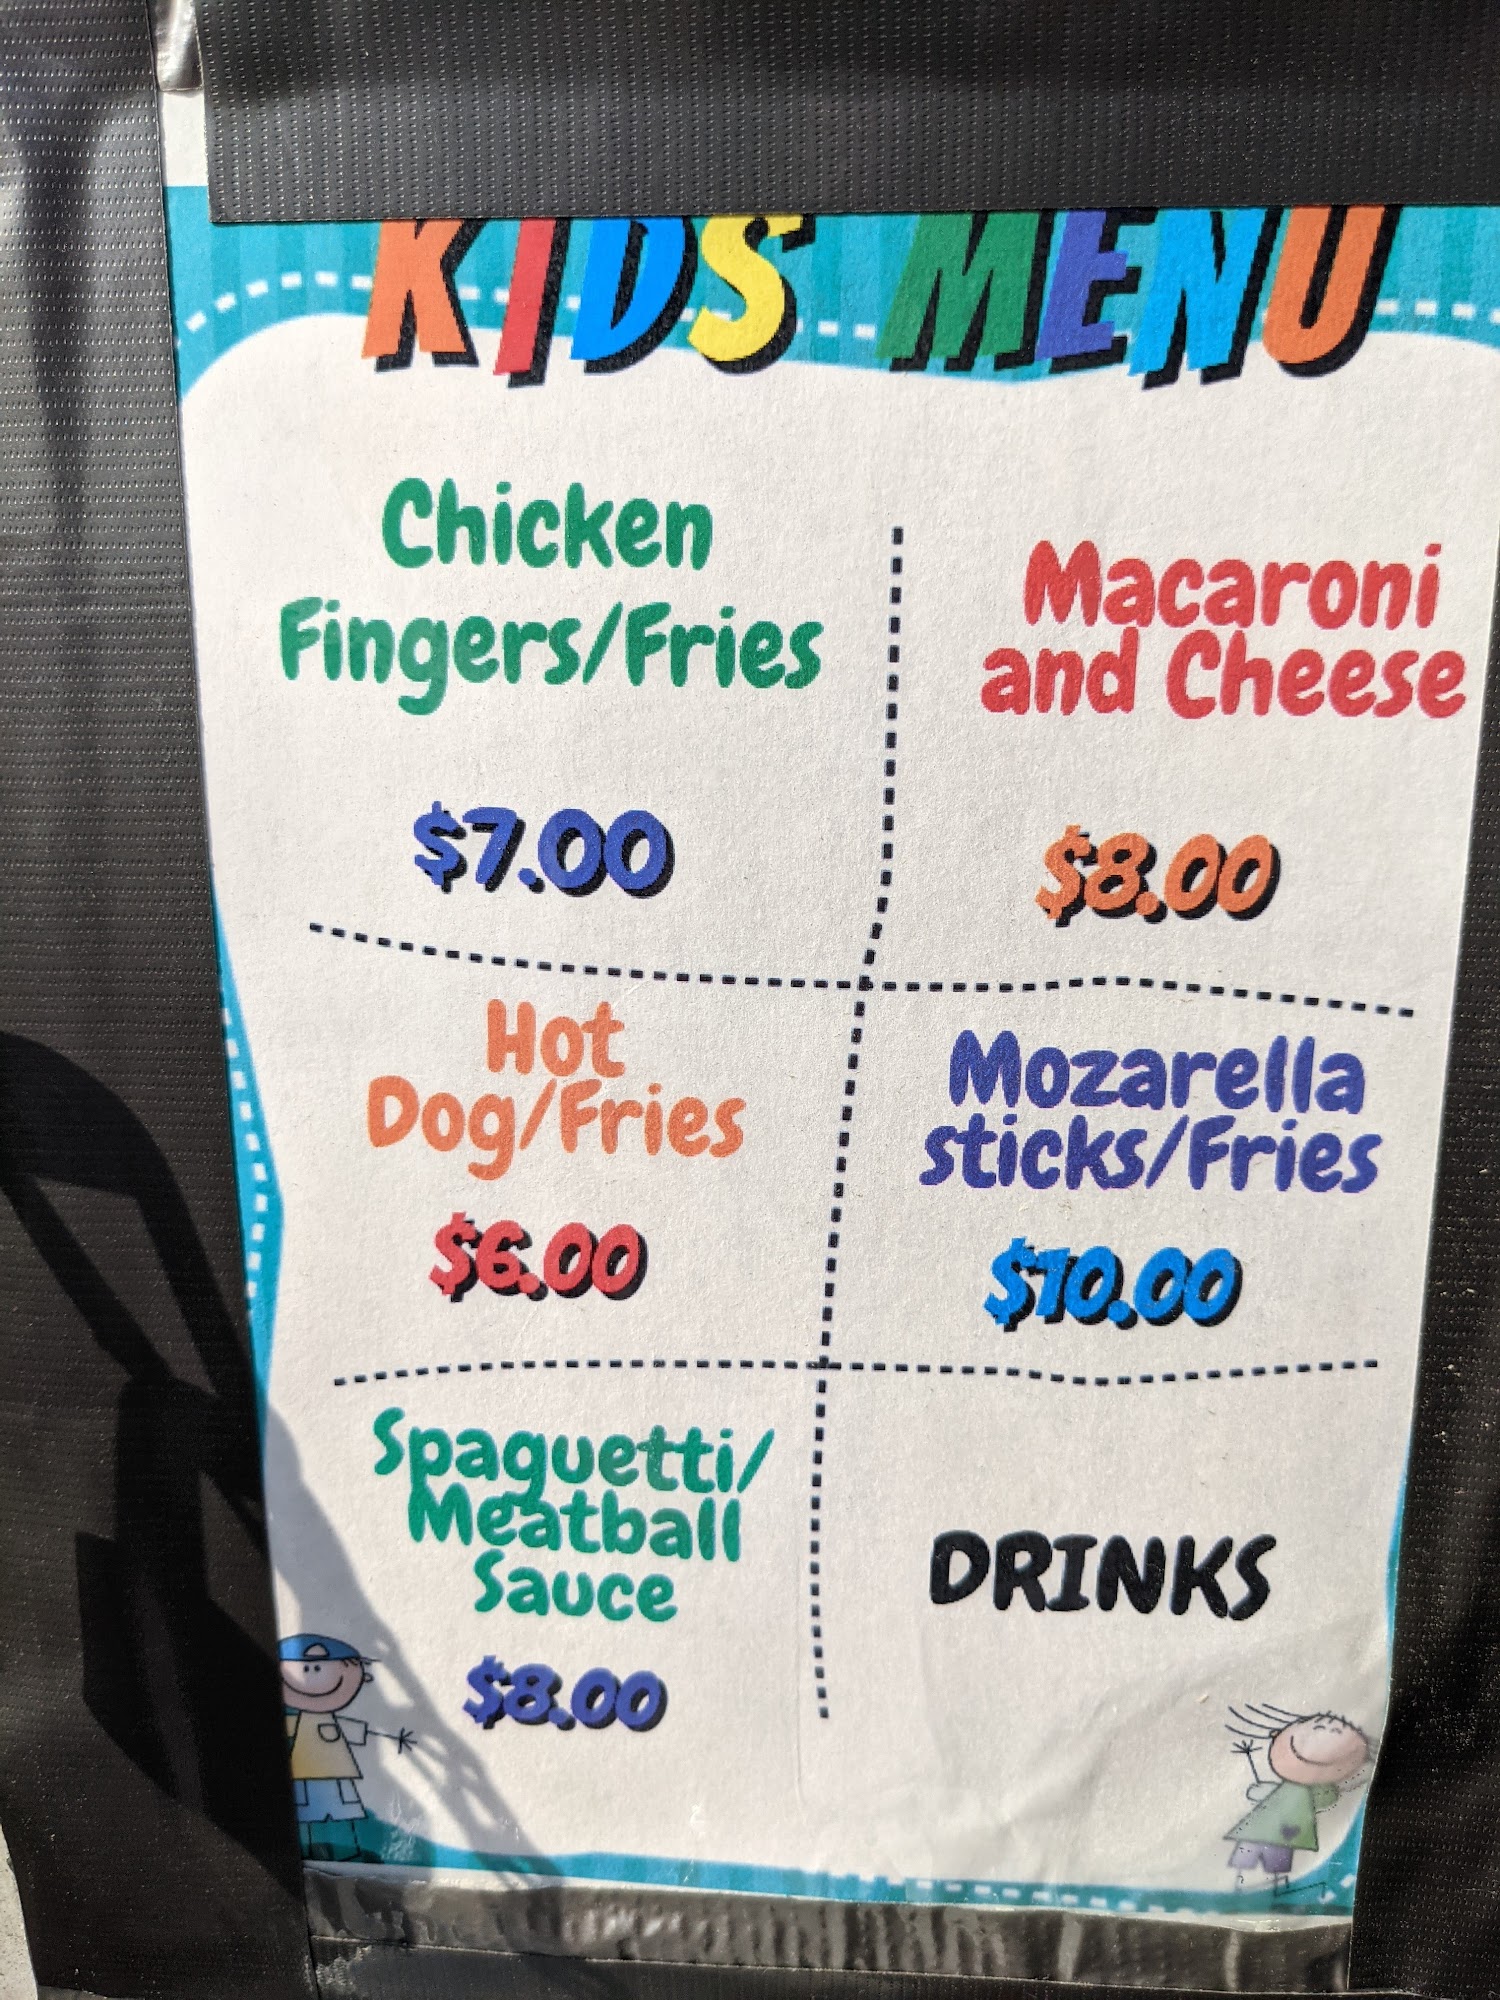 KIDS MENU
Chicken
Fingers/Fries
$7.00
Macaroni
and Cheese
$8.00
Hot
Dog/Fries
$6.00
Mozarella
sticks/Fries
$10.00
Spaguetti/
Meatball
Sauce
$8.00
DRINKS